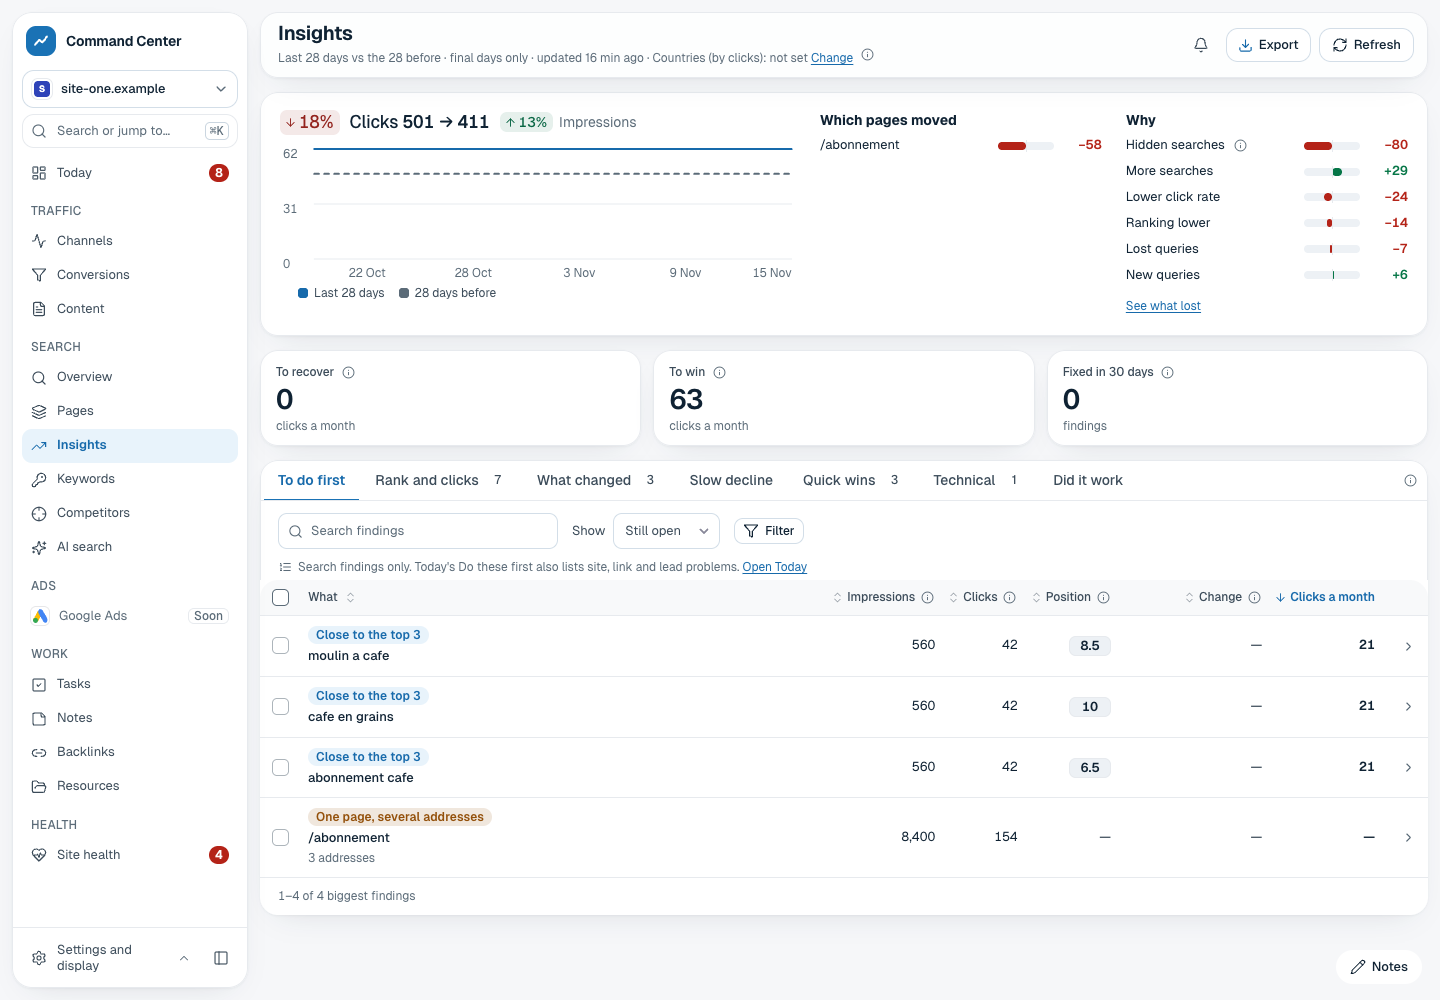 Command Center
S site-one.example
Search or jump to… ⌘K
Today 8
TRAFFIC
Channels
Conversions
Content
SEARCH
Overview
Pages
Insights
Keywords
Competitors
AI search
ADS
Google Ads Soon
WORK
Tasks
Notes
Backlinks
Resources
HEALTH
Site health 4
Settings and
display
Insights
Last 28 days vs the 28 before · final days only · updated 16 min ago · Countries (by clicks): not set Change
Export
Refresh
↓ 18% Clicks 501 → 411 ↑ 13% Impressions
62
31
0
22 Oct 28 Oct 3 Nov 9 Nov 15 Nov
Last 28 days 28 days before
Which pages moved
/abonnement −58
Why
Hidden searches −80
More searches +29
Lower click rate −24
Ranking lower −14
Lost queries −7
New queries +6
See what lost
To recover
0
clicks a month
To win
63
clicks a month
Fixed in 30 days
0
findings
To do first Rank and clicks 7 What changed 3 Slow decline Quick wins 3 Technical 1 Did it work
Search findings Show Still open Filter
Search findings only. Today's Do these first also lists site, link and lead problems. Open Today
What Impressions Clicks Position Change ↓ Clicks a month
Close to the top 3
moulin a cafe 560 42 8.5 — 21
Close to the top 3
cafe en grains 560 42 10 — 21
Close to the top 3
abonnement cafe 560 42 6.5 — 21
One page, several addresses
/abonnement 8,400 154 — — —
3 addresses
1–4 of 4 biggest findings
Notes